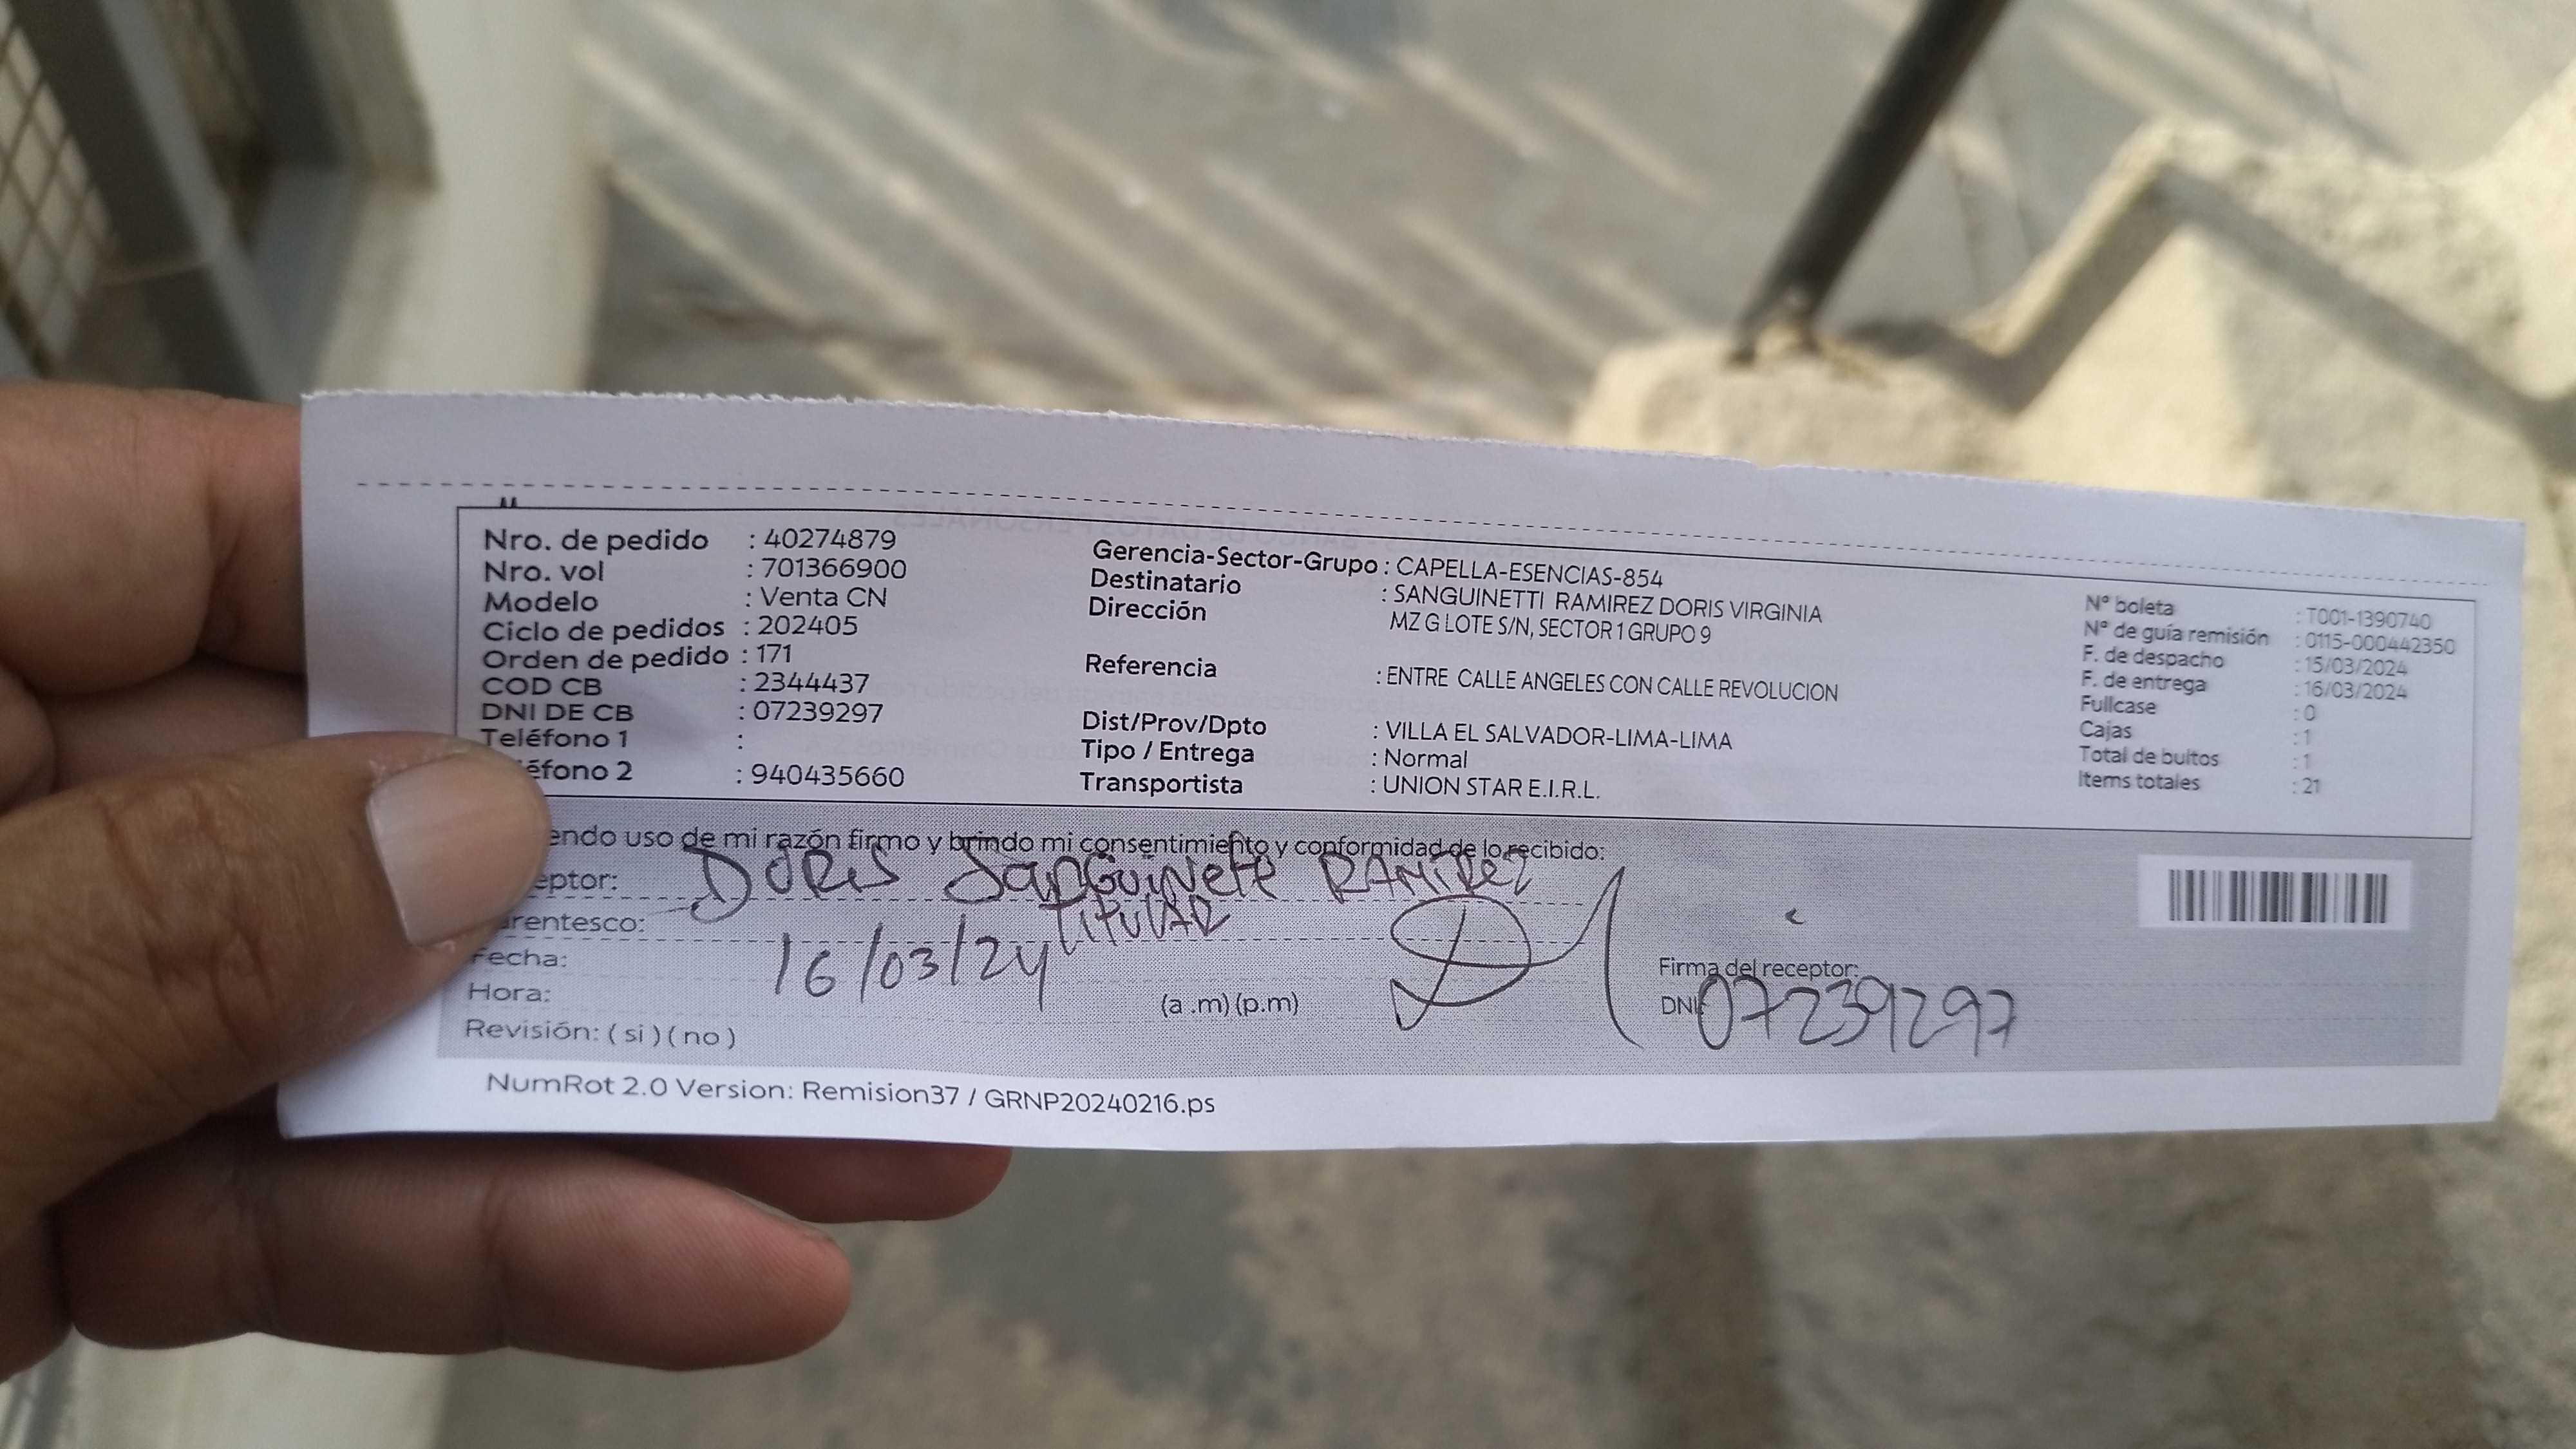 Nro. de pedido : 40274879
Nro. vol : 701366900
Modelo : Venta CN
Ciclo de pedidos : 202405
Orden de pedido : 171
COD CB : 2344437
DNI DE CB : 07239297
Teléfono 1 :
éfono 2 : 940435660
Gerencia-Sector-Grupo : CAPELLA-ESENCIAS-854
Destinatario : SANGUINETTI RAMIREZ DORIS VIRGINIA
Dirección MZ G LOTE S/N, SECTOR 1 GRUPO 9
Referencia : ENTRE CALLE ANGELES CON CALLE REVOLUCION
Dist/Prov/Dpto : VILLA EL SALVADOR-LIMA-LIMA
Tipo / Entrega : Normal
Transportista : UNION STAR E.I.R.L.
Nº boleta : T001-1390740
Nº de guía remisión : 0115-000442350
F. de despacho : 15/03/2024
F. de entrega : 16/03/2024
Fullcase : 0
Cajas : 1
Total de bultos : 1
Items totales : 21
endo uso de mi razón firmo y brindo mi consentimiento y conformidad de lo recibido:
eptor: DORIS RAMIREZ
rentesco: titulAR
Fecha: 16/03/24
Hora: (a .m) (p.m)
Revisión: ( si ) ( no )
Firma del receptor:
DNI: 07239297
NumRot 2.0 Version: Remision37 / GRNP20240216.ps